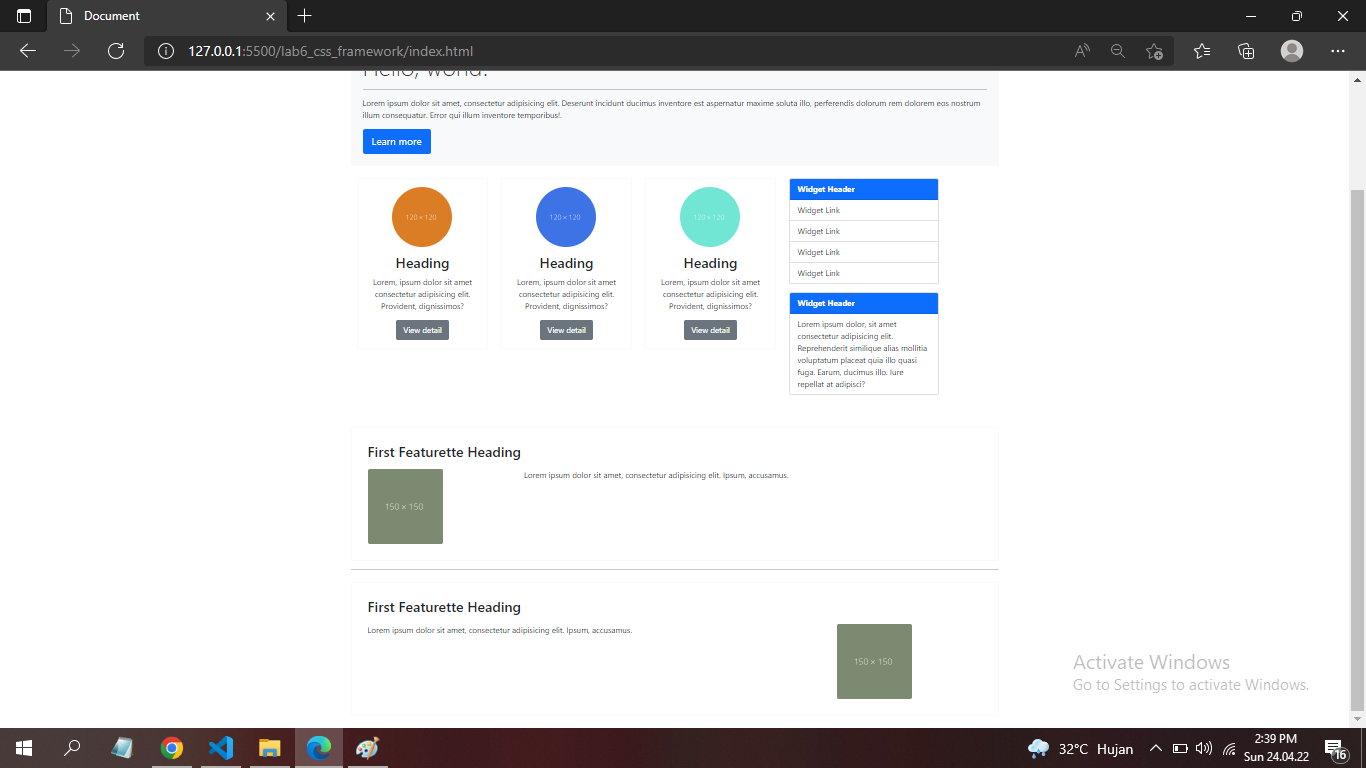 Document
127.0.0.1:5500/lab6_css_framework/index.html
Hello, world!
Lorem ipsum dolor sit amet, consectetur adipisicing elit. Deserunt incidunt ducimus inventore est aspernatur maxime soluta illo, perferendis dolorum rem dolorem eos nostrum
illum consequatur. Error qui illum inventore temporibus!.
Learn more
120 × 120
Heading
Lorem, ipsum dolor sit amet
consectetur adipisicing elit.
Provident, dignissimos?
View detail
120 × 120
Heading
Lorem, ipsum dolor sit amet
consectetur adipisicing elit.
Provident, dignissimos?
View detail
120 × 120
Heading
Lorem, ipsum dolor sit amet
consectetur adipisicing elit.
Provident, dignissimos?
View detail
Widget Header
Widget Link
Widget Link
Widget Link
Widget Link
Widget Header
Lorem ipsum dolor, sit amet
consectetur adipisicing elit.
Reprehenderit similique alias mollitia
voluptatum placeat quia illo quasi
fuga. Earum, ducimus illo. Iure
repellat at adipisci?
First Featurette Heading
150 × 150
Lorem ipsum dolor sit amet, consectetur adipisicing elit. Ipsum, accusamus.
First Featurette Heading
Lorem ipsum dolor sit amet, consectetur adipisicing elit. Ipsum, accusamus.
150 × 150
Activate Windows
Go to Settings to activate Windows.
32°C Hujan
2:39 PM
Sun 24.04.22
16